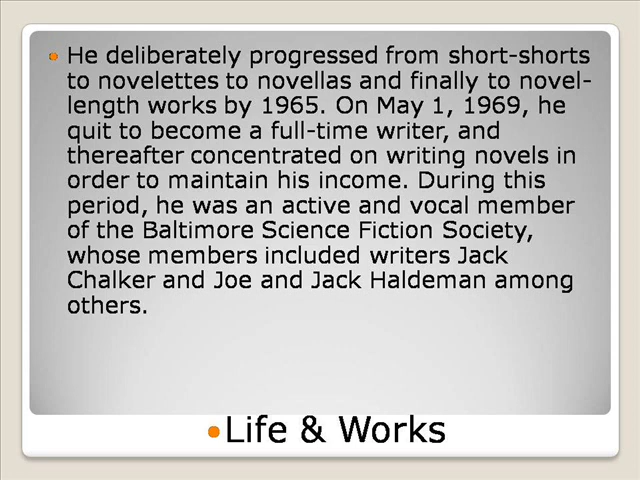 He deliberately progressed from short-shorts
to novelettes to novellas and finally to novel-
length works by 1965. On May 1, 1969, he
quit to become a full-time writer, and
thereafter concentrated on writing novels in
order to maintain his income. During this
period, he was an active and vocal member
of the Baltimore Science Fiction Society,
whose members included writers Jack
Chalker and Joe and Jack Haldeman among
others.
Life & Works